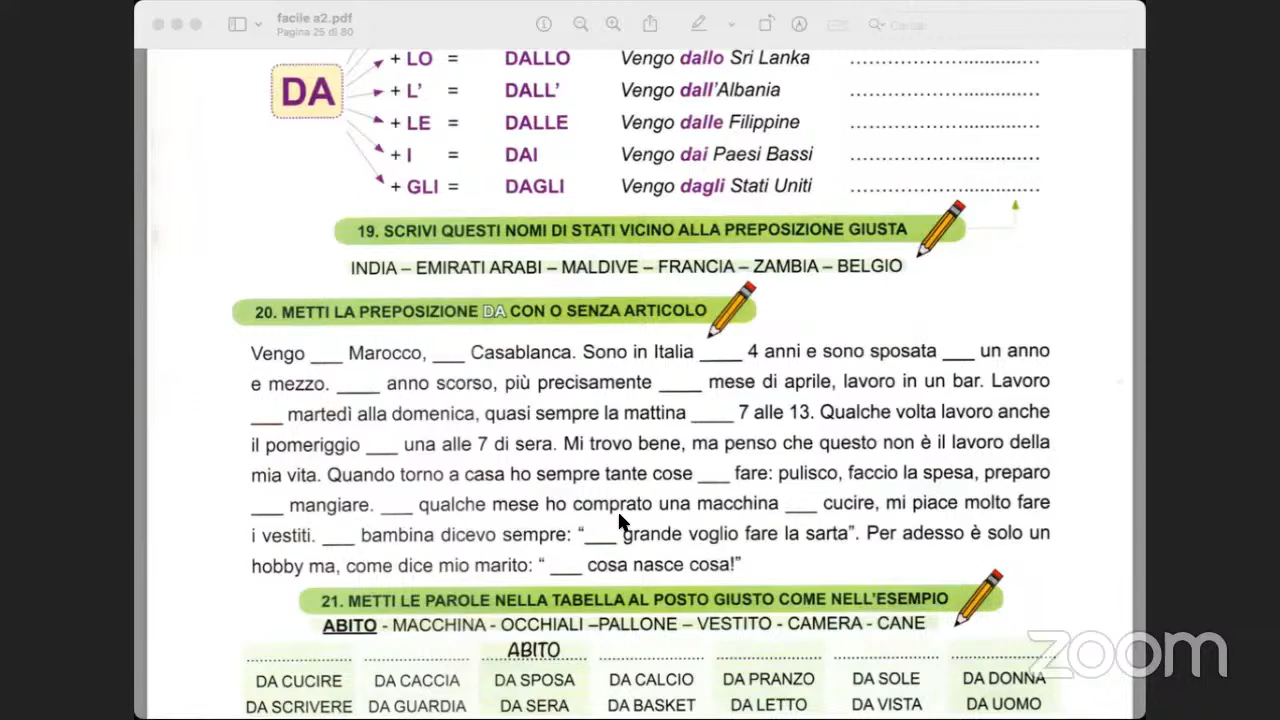 facile a2.pdf
Pagina 25 di 80
Cerca
+ LO = DALLO Vengo dallo Sri Lanka ........................................
DA + L' = DALL' Vengo dall'Albania ........................................
+ LE = DALLE Vengo dalle Filippine ........................................
+ I = DAI Vengo dai Paesi Bassi ........................................
+ GLI = DAGLI Vengo dagli Stati Uniti ........................................
19. SCRIVI QUESTI NOMI DI STATI VICINO ALLA PREPOSIZIONE GIUSTA
INDIA – EMIRATI ARABI – MALDIVE – FRANCIA – ZAMBIA – BELGIO
20. METTI LA PREPOSIZIONE DA CON O SENZA ARTICOLO
Vengo ___ Marocco, ___ Casablanca. Sono in Italia ____ 4 anni e sono sposata ___ un anno
e mezzo. ____ anno scorso, più precisamente ____ mese di aprile, lavoro in un bar. Lavoro
___ martedì alla domenica, quasi sempre la mattina ____ 7 alle 13. Qualche volta lavoro anche
il pomeriggio ___ una alle 7 di sera. Mi trovo bene, ma penso che questo non è il lavoro della
mia vita. Quando torno a casa ho sempre tante cose ___ fare: pulisco, faccio la spesa, preparo
___ mangiare. ___ qualche mese ho comprato una macchina ___ cucire, mi piace molto fare
i vestiti. ___ bambina dicevo sempre: “___ grande voglio fare la sarta”. Per adesso è solo un
hobby ma, come dice mio marito: “ ___ cosa nasce cosa!”
21. METTI LE PAROLE NELLA TABELLA AL POSTO GIUSTO COME NELL'ESEMPIO
ABITO - MACCHINA - OCCHIALI –PALLONE – VESTITO - CAMERA - CANE
ABITO
DA CUCIRE DA CACCIA DA SPOSA DA CALCIO DA PRANZO DA SOLE DA DONNA
DA SCRIVERE DA GUARDIA DA SERA DA BASKET DA LETTO DA VISTA DA UOMO
zoom